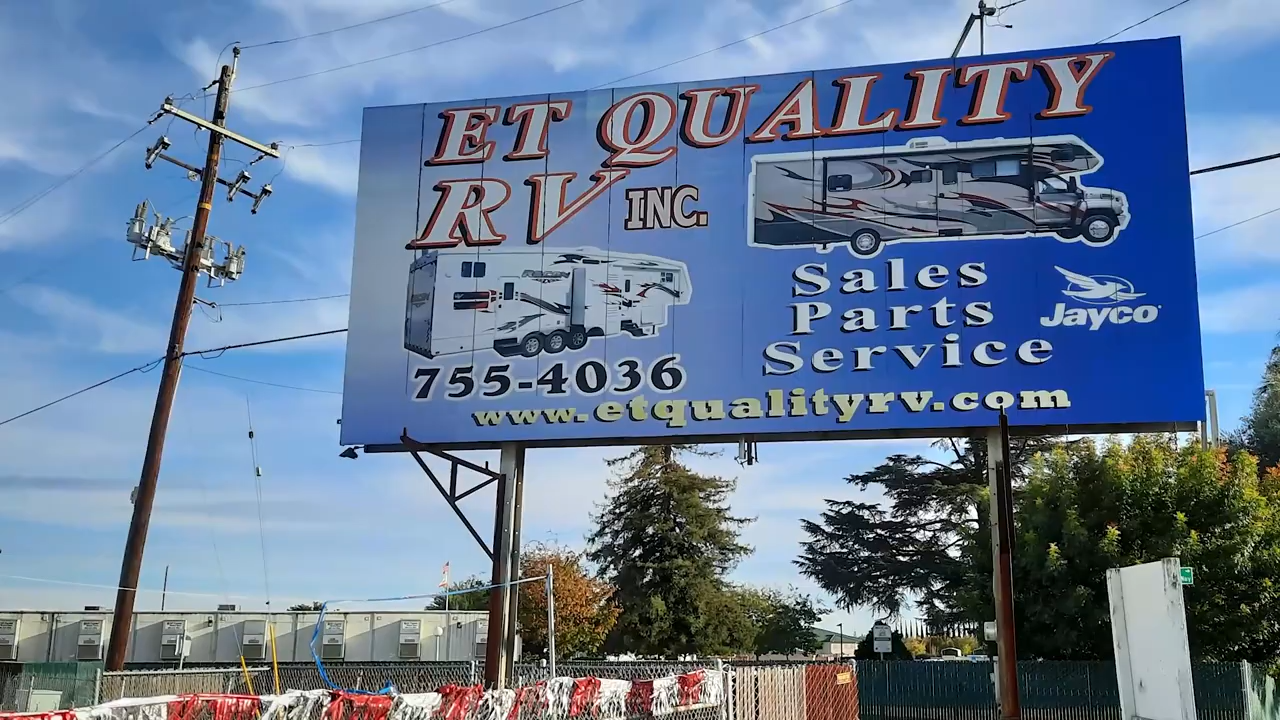 ET QUALITY
RV INC.
755-4036
Sales
Parts
Service
Jayco
www.etqualityrv.com